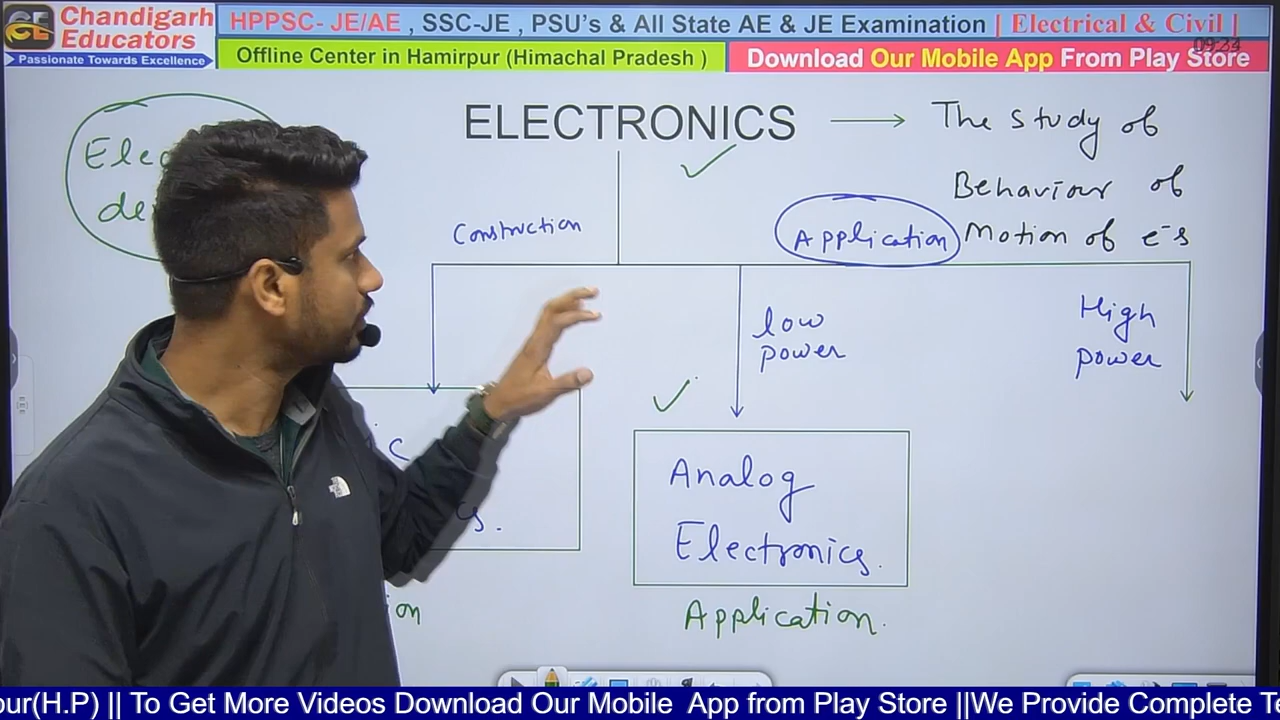 Chandigarh
Educators
Passionate Towards Excellence
HPPSC- JE/AE , SSC-JE , PSU's & All State AE & JE Examination [ Electrical & Civil ]
Offline Center in Hamirpur (Himachal Pradesh )
Download Our Mobile App From Play Store
ELECTRONICS
The study of
Behaviour of
Motion of e-s
Construction
Application
low
power
High
power
Analog
Electronics.
Application.
our(H.P) || To Get More Videos Download Our Mobile App from Play Store ||We Provide Complete Te